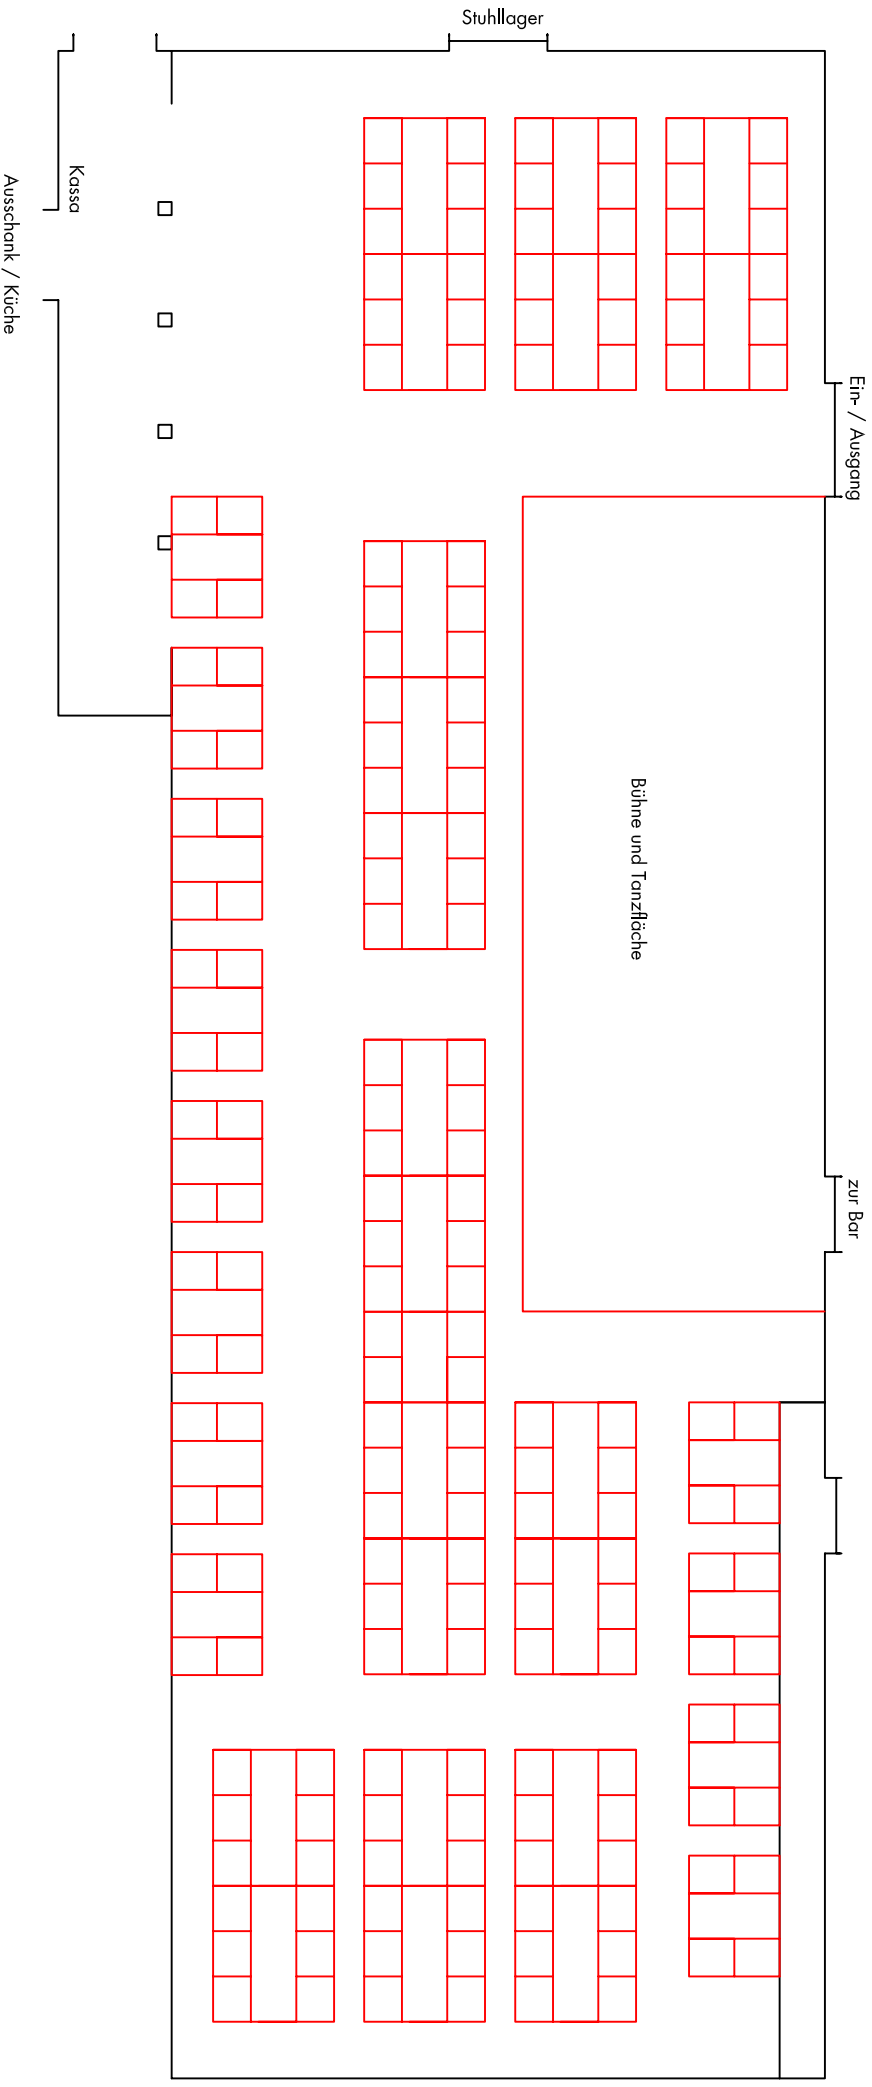 Stuhllager
Kassa
Ausschank / Küche
Ein- / Ausgang
Bühne und Tanzfläche
zur Bar